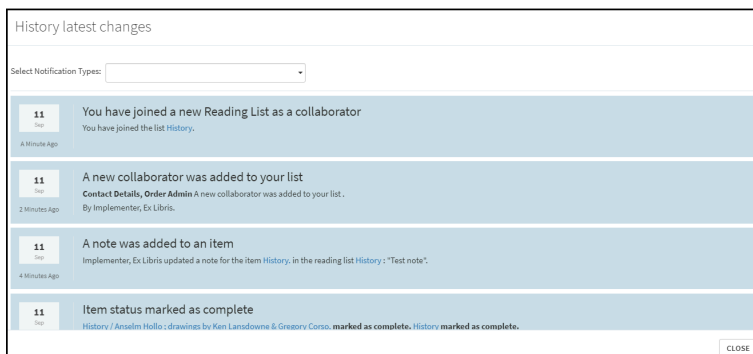 History latest changes
Select Notification Types:
11
Sep
A Minute Ago
You have joined a new Reading List as a collaborator
You have joined the list History.
11
Sep
2 Minutes Ago
A new collaborator was added to your list
Contact Details, Order Admin A new collaborator was added to your list .
By Implementer, Ex Libris.
11
Sep
4 Minutes Ago
A note was added to an item
Implementer, Ex Libris updated a note for the item History. in the reading list History : "Test note".
11
Sep
Item status marked as complete
History / Anselm Hollo ; drawings by Ken Lansdowne & Gregory Corso. marked as complete. History marked as complete.
CLOSE